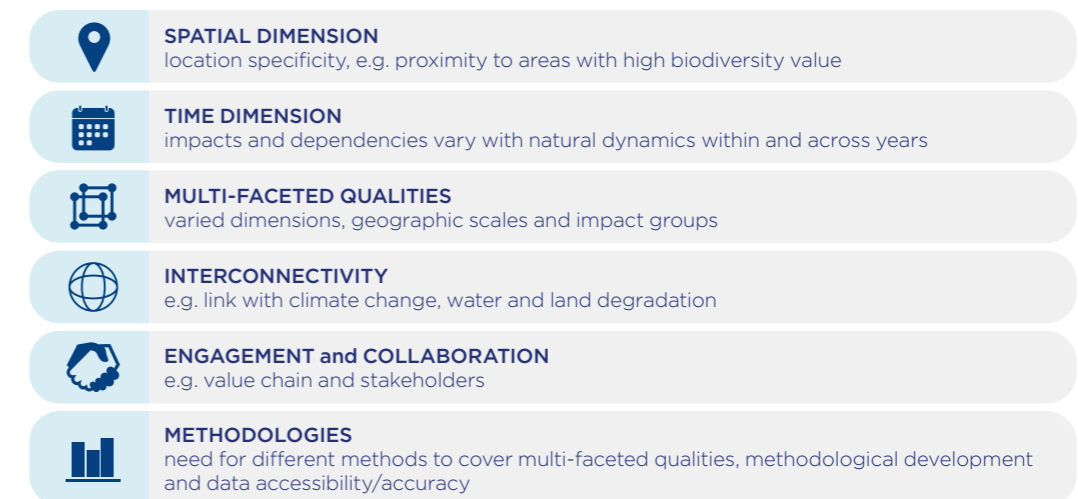 SPATIAL DIMENSION
location specificity, e.g. proximity to areas with high biodiversity value
TIME DIMENSION
impacts and dependencies vary with natural dynamics within and across years
MULTI-FACETED QUALITIES
varied dimensions, geographic scales and impact groups
INTERCONNECTIVITY
e.g. link with climate change, water and land degradation
ENGAGEMENT and COLLABORATION
e.g. value chain and stakeholders
METHODOLOGIES
need for different methods to cover multi-faceted qualities, methodological development
and data accessibility/accuracy